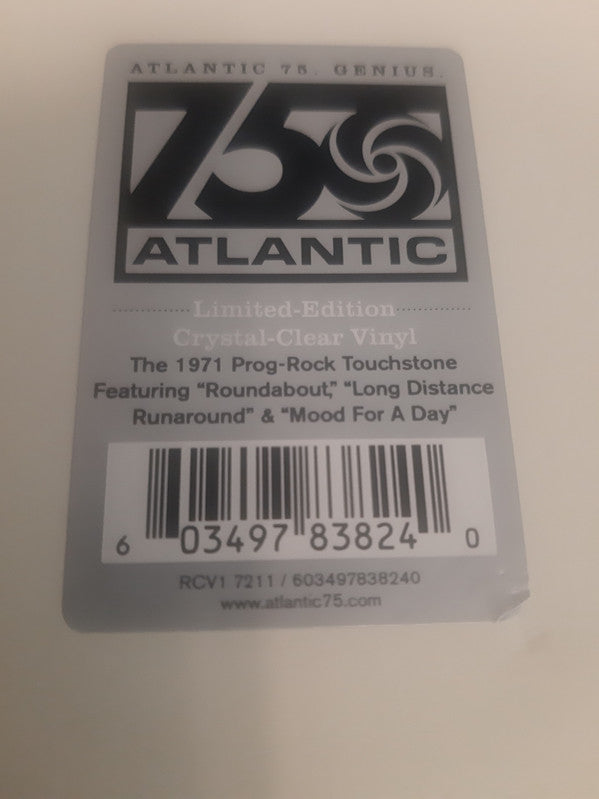 ATLANTIC 75. GENIUS.
75
ATLANTIC
Limited-Edition
Crystal-Clear Vinyl
The 1971 Prog-Rock Touchstone
Featuring “Roundabout,” “Long Distance
Runaround” & “Mood For A Day”
6 03497 83824 0
RCV1 7211 / 603497838240
www.atlantic75.com